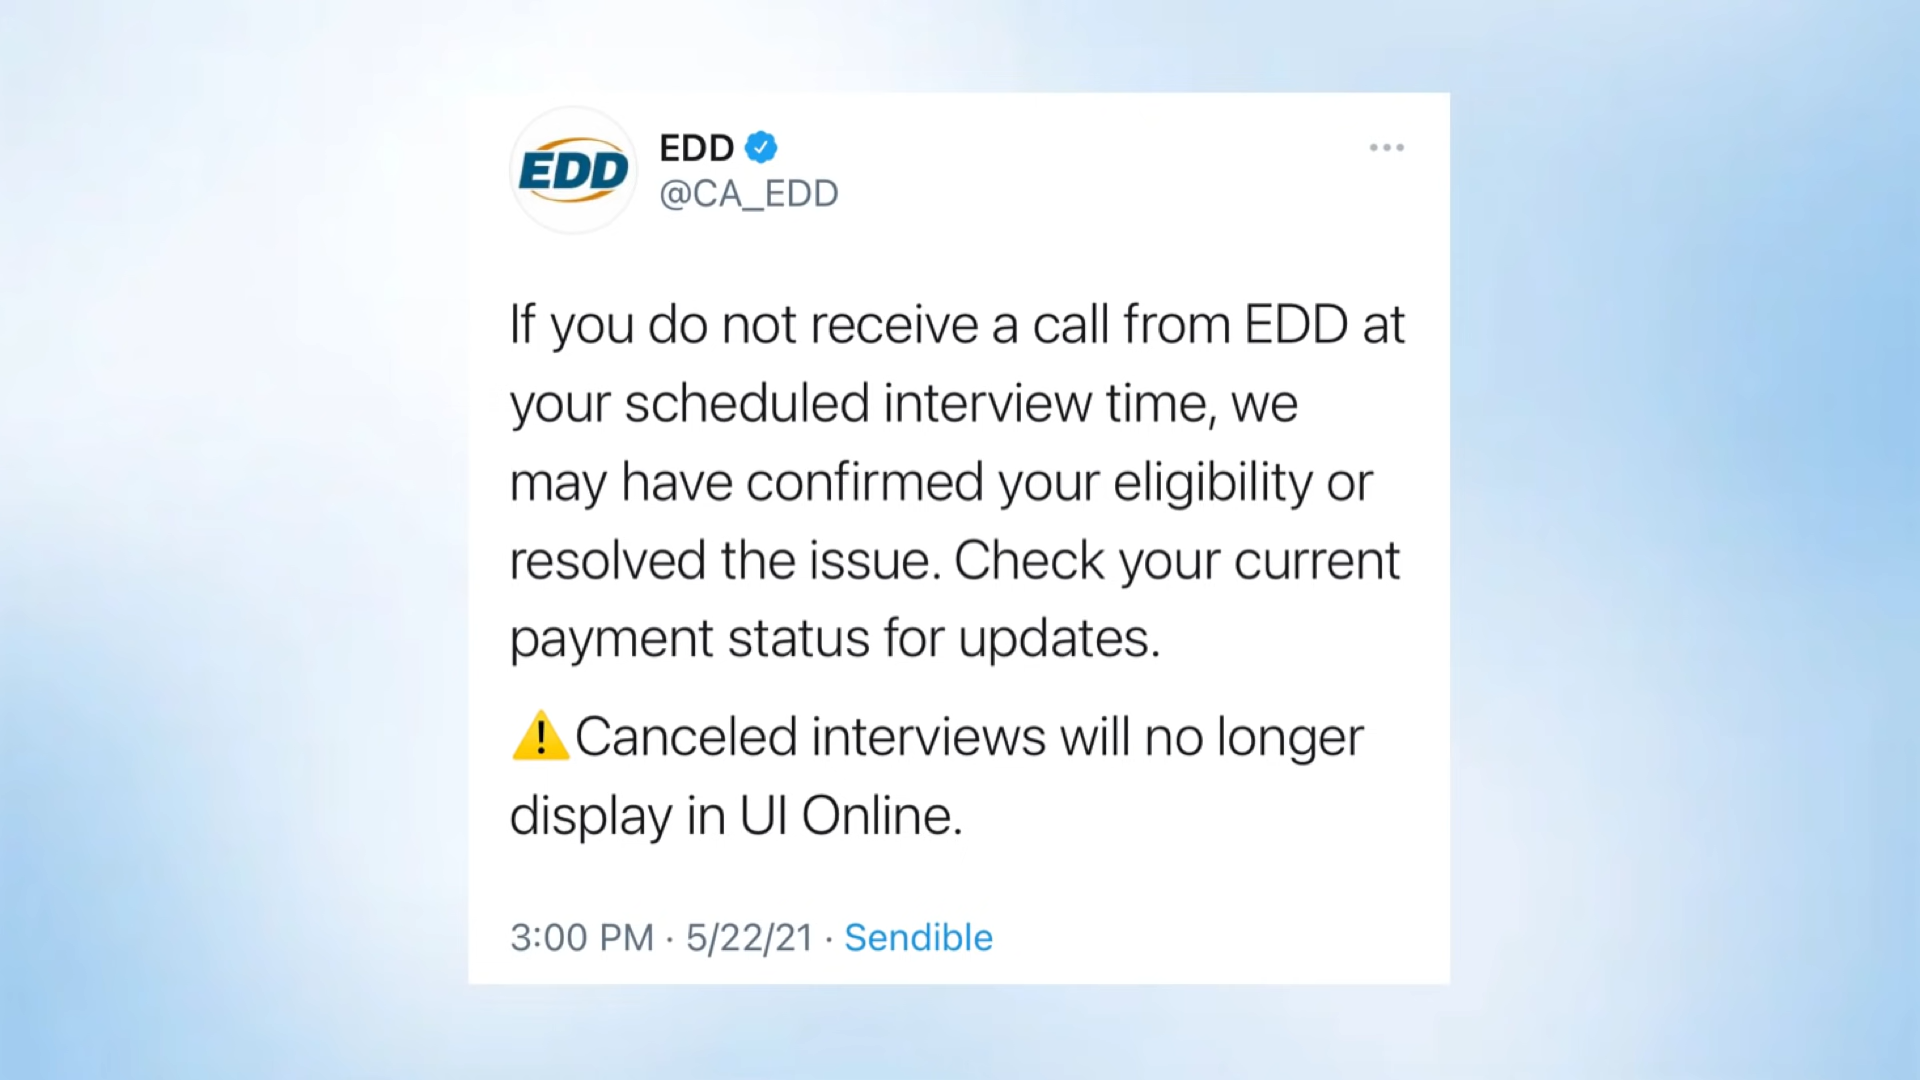 EDD
EDD
@CA_EDD
If you do not receive a call from EDD at
your scheduled interview time, we
may have confirmed your eligibility or
resolved the issue. Check your current
payment status for updates.
⚠️Canceled interviews will no longer
display in UI Online.
3:00 PM · 5/22/21 · Sendible